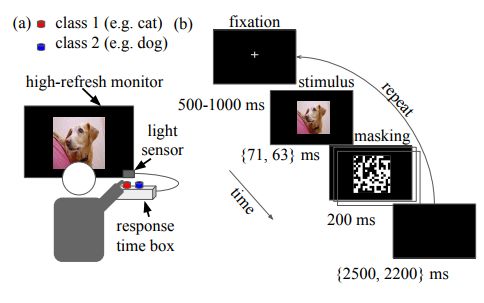 (a) class 1 (e.g. cat)
class 2 (e.g. dog)
high-refresh monitor
light
sensor
response
time box
(b)
fixation
500-1000 ms
stimulus
{71, 63} ms
masking
200 ms
{2500, 2200} ms
time
repeat